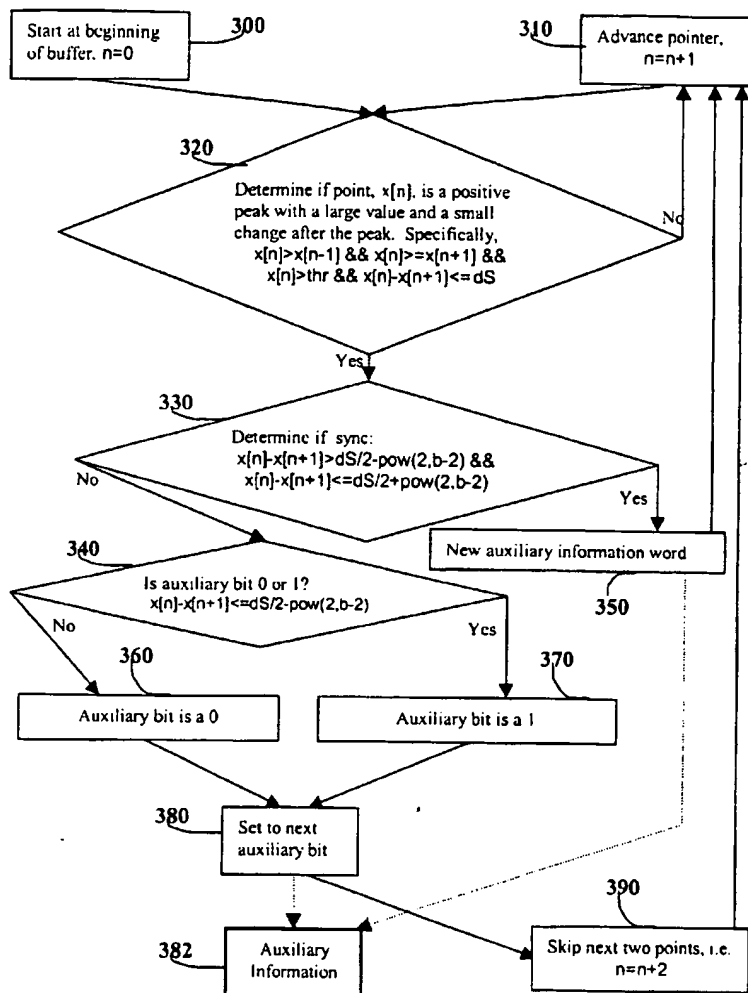 300
Start at beginning
of buffer, n=0
310
Advance pointer,
n=n+1
320
Determine if point, x[n], is a positive
peak with a large value and a small
change after the peak. Specifically,
x[n]>x[n-1] && x[n]>=x[n+1] &&
x[n]>thr && x[n]-x[n+1]<=dS
No
Yes
330
Determine if sync:
x[n]-x[n+1]>dS/2-pow(2,b-2) &&
x[n]-x[n+1]<=dS/2+pow(2,b-2)
No
Yes
340
Is auxiliary bit 0 or 1?
x[n]-x[n+1]<=dS/2-pow(2,b-2)
New auxiliary information word
350
No
Yes
360
Auxiliary bit is a 0
370
Auxiliary bit is a 1
380
Set to next
auxiliary bit
390
Skip next two points, i.e.
n=n+2
382
Auxiliary
Information